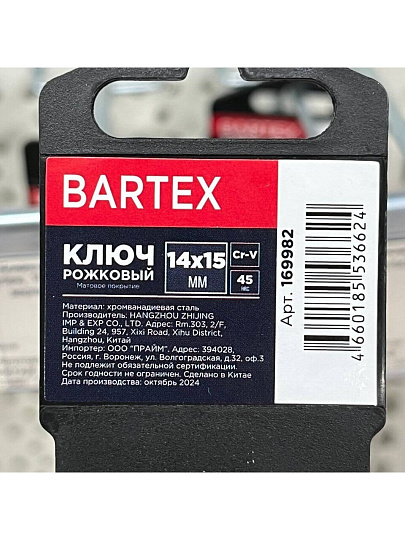 BARTEX
КЛЮЧ
РОЖКОВЫЙ
Матовое покрытие
14x15
ММ
Cr-V
45
HRC
Материал: хромванадиевая сталь
Производитель: HANGZHOU ZHIJING
IMP & EXP CO., LTD. Адрес: Rm.303, 2/F,
Building 24, 957, Xixi Road, Xihu District,
Hangzhou, Китай
Импортер: ООО "ПРАЙМ". Адрес: 394028,
Россия, г. Воронеж, ул. Волгоградская, д.32, оф.3
Не подлежит обязательной сертификации.
Срок годности не ограничен. Сделано в Китае
Дата производства: октябрь 2024
Арт. 169982
4 660185 536624